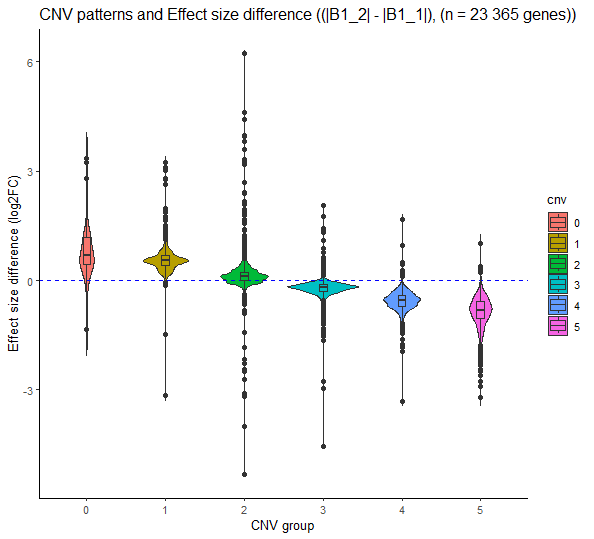 CNV patterns and Effect size difference ((|B1_2| - |B1_1|), (n = 23 365 genes))
Effect size difference (log2FC)
6
3
0
-3
0 1 2 3 4 5
CNV group
cnv
0
1
2
3
4
5